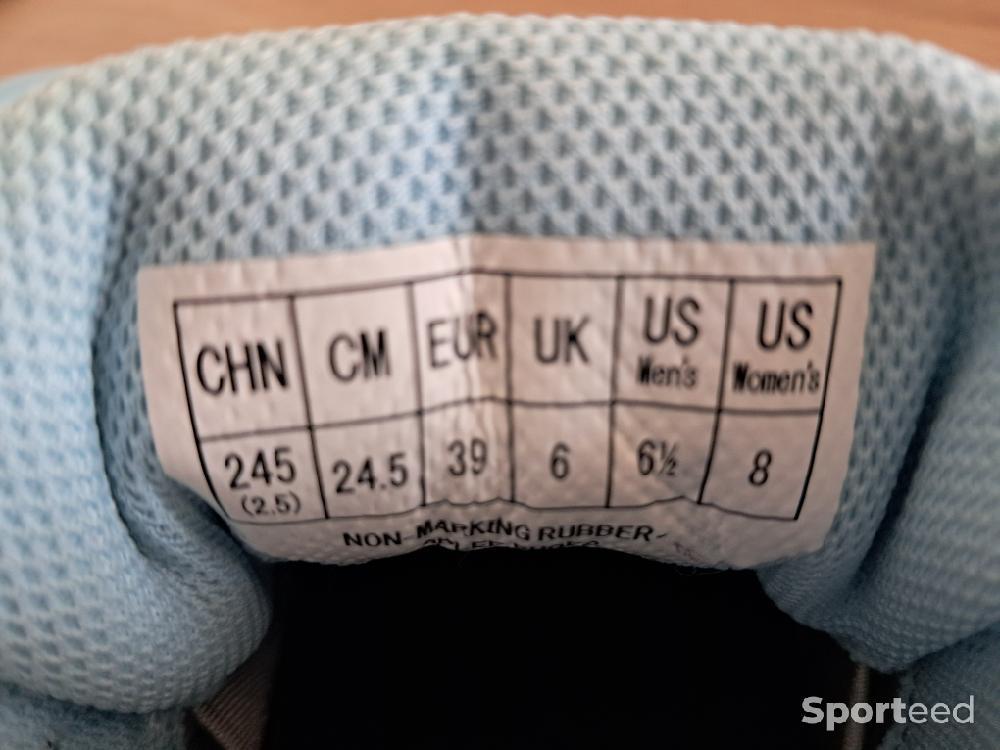 CHN CM EUR UK US Men's US Women's
245 (2.5) 24.5 39 6 6½ 8
NON-MARKING RUBBER-
Sporteed